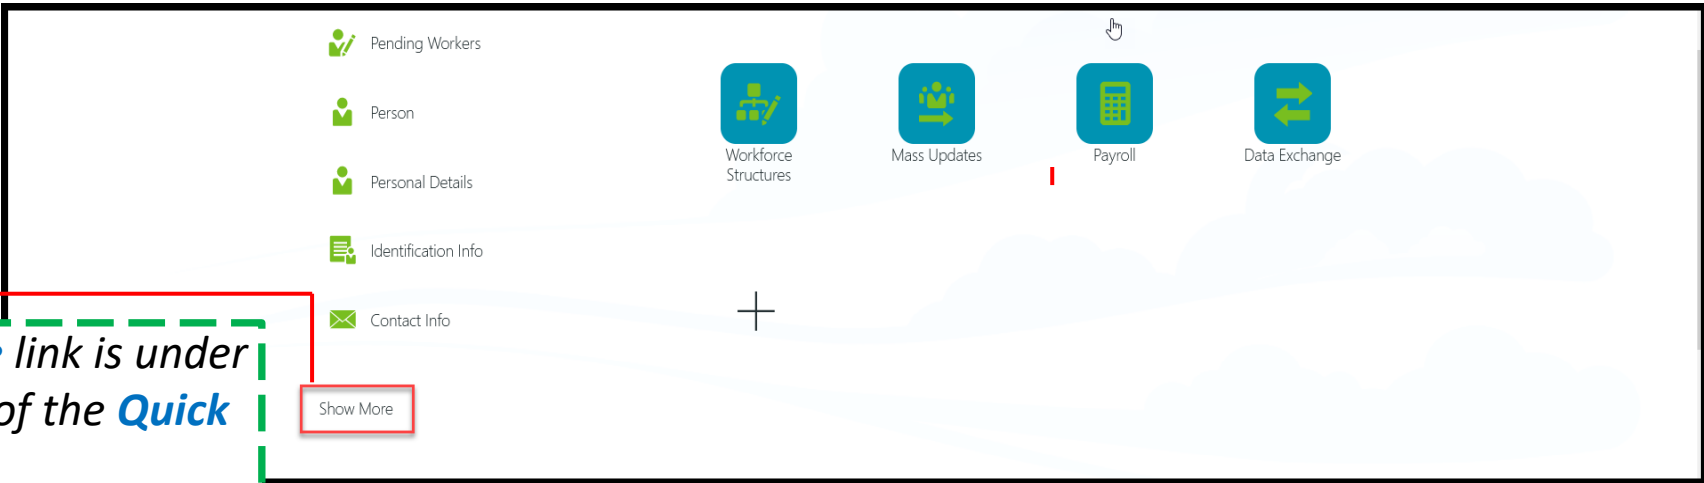 Pending Workers
Person
Personal Details
Identification Info
Contact Info
Show More
Workforce
Structures
Mass Updates
Payroll
Data Exchange
link is under
of the Quick